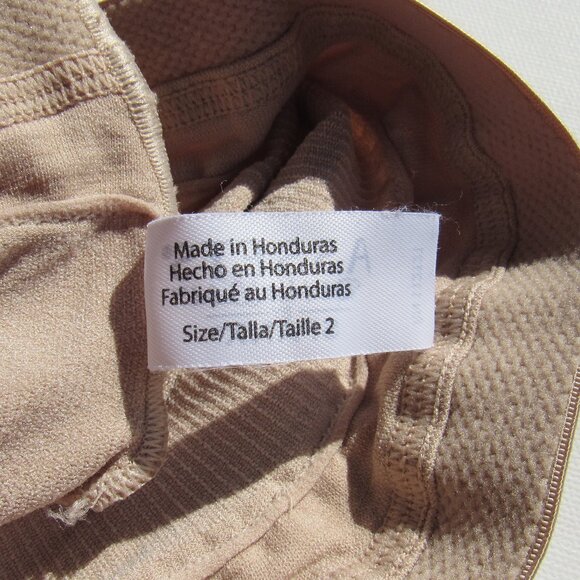 Made in Honduras
Hecho en Honduras
Fabriqué au Honduras
Size/Talla/Taille 2